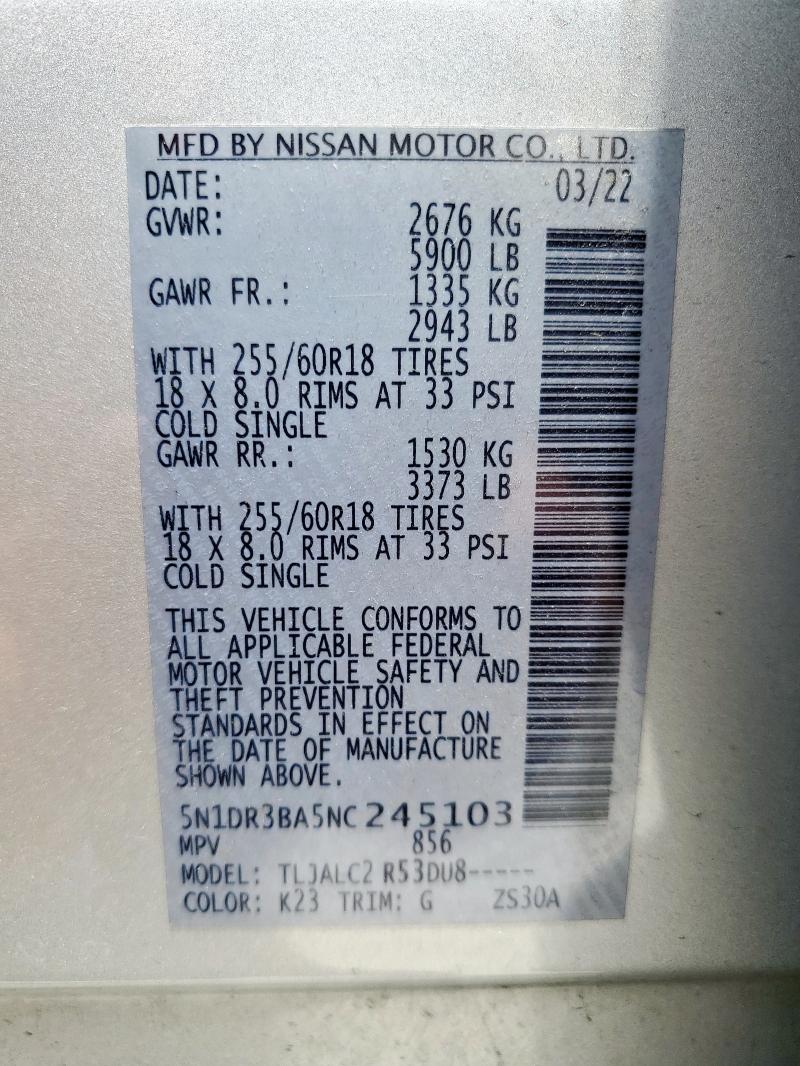 MFD BY NISSAN MOTOR CO., LTD.
DATE: 03/22
GVWR: 2676 KG
5900 LB
GAWR FR.: 1335 KG
2943 LB
WITH 255/60R18 TIRES
18 X 8.0 RIMS AT 33 PSI
COLD SINGLE
GAWR RR.: 1530 KG
3373 LB
WITH 255/60R18 TIRES
18 X 8.0 RIMS AT 33 PSI
COLD SINGLE
THIS VEHICLE CONFORMS TO
ALL APPLICABLE FEDERAL
MOTOR VEHICLE SAFETY AND
THEFT PREVENTION
STANDARDS IN EFFECT ON
THE DATE OF MANUFACTURE
SHOWN ABOVE.
5N1DR3BA5NC245103
MPV 856
MODEL: TLJALC2 R53DU8-----
COLOR: K23 TRIM: G ZS30A